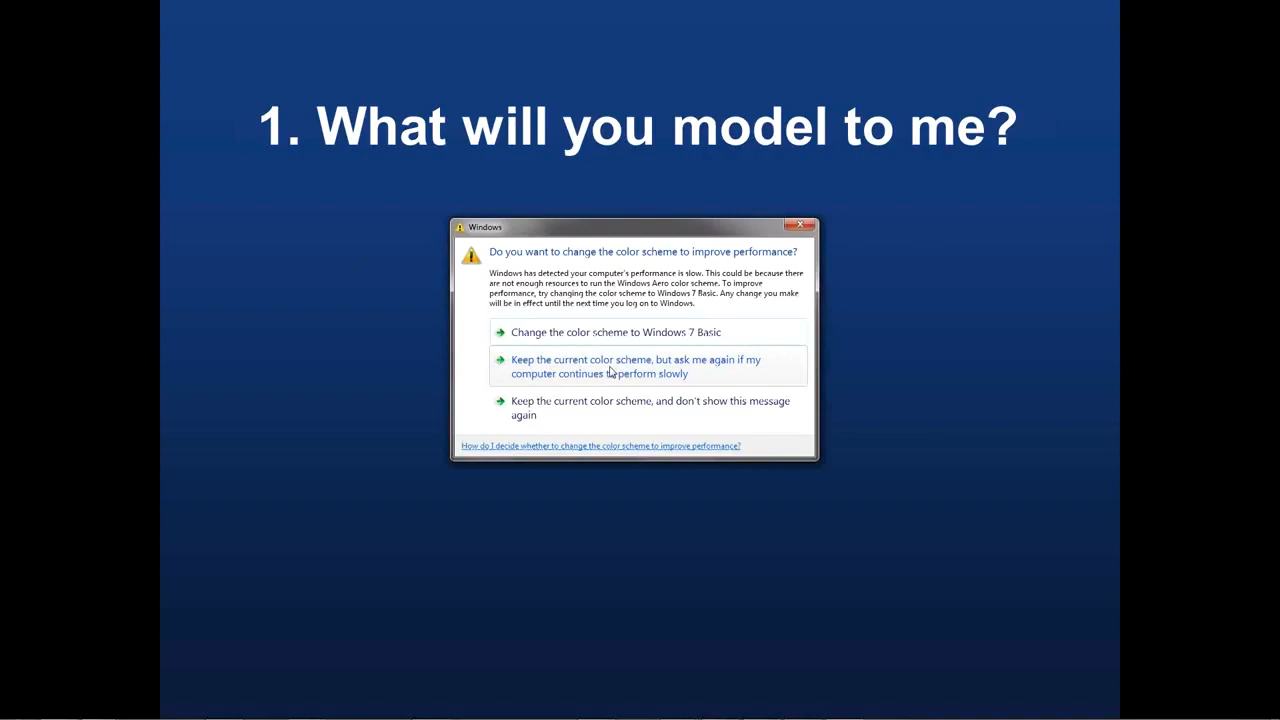 1. What will you model to me?
Windows
Do you want to change the color scheme to improve performance?
Windows has detected your computer's performance is slow. This could be because there
are not enough resources to run the Windows Aero color scheme. To improve
performance, try changing the color scheme to Windows 7 Basic. Any change you make
will be in effect until the next time you log on to Windows.
Change the color scheme to Windows 7 Basic
Keep the current color scheme, but ask me again if my
computer continues to perform slowly
Keep the current color scheme, and don't show this message
again
How do I decide whether to change the color scheme to improve performance?